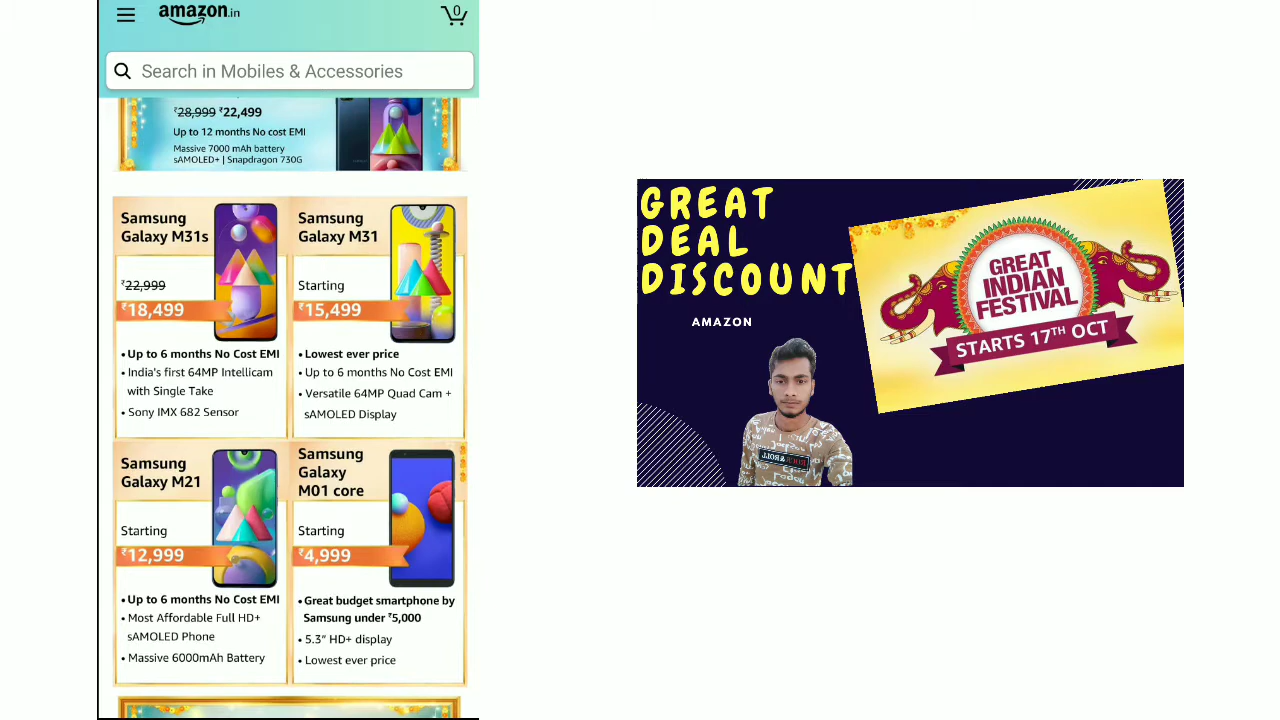 amazon.in
0
Search in Mobiles & Accessories
₹28,999 ₹22,499
Up to 12 months No cost EMI
Massive 7000 mAh battery
sAMOLED+ | Snapdragon 730G
Samsung
Galaxy M31s
₹22,999
₹18,499
• Up to 6 months No Cost EMI
• India's first 64MP Intellicam
with Single Take
• Sony IMX 682 Sensor
Samsung
Galaxy M31
Starting
₹15,499
• Lowest ever price
• Up to 6 months No Cost EMI
• Versatile 64MP Quad Cam +
sAMOLED Display
Samsung
Galaxy M21
Starting
₹12,999
• Up to 6 months No Cost EMI
• Most Affordable Full HD+
sAMOLED Phone
• Massive 6000mAh Battery
Samsung
Galaxy
M01 core
Starting
₹4,999
• Great budget smartphone by
Samsung under ₹5,000
• 5.3" HD+ display
• Lowest ever price
GREAT
DEAL
DISCOUNT
AMAZON
GREAT
INDIAN
FESTIVAL
STARTS 17TH OCT